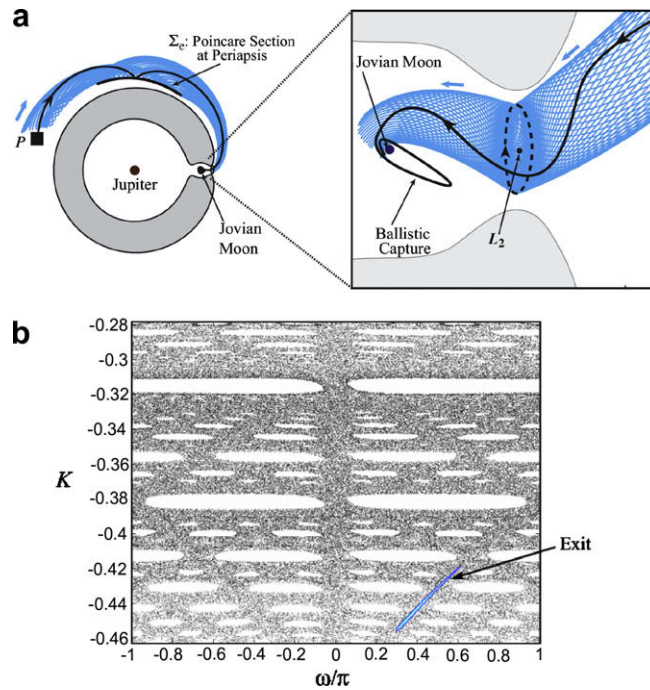 a
Σe: Poincare Section
at Periapsis
P
Jupiter
Jovian
Moon
Jovian Moon
Ballistic
Capture
L2
b
-0.28
-0.3
-0.32
-0.34
-0.36
K
-0.38
-0.4
-0.42
-0.44
-0.46
Exit
-1 -0.8 -0.6 -0.4 -0.2 0 0.2 0.4 0.6 0.8 1
ω/π